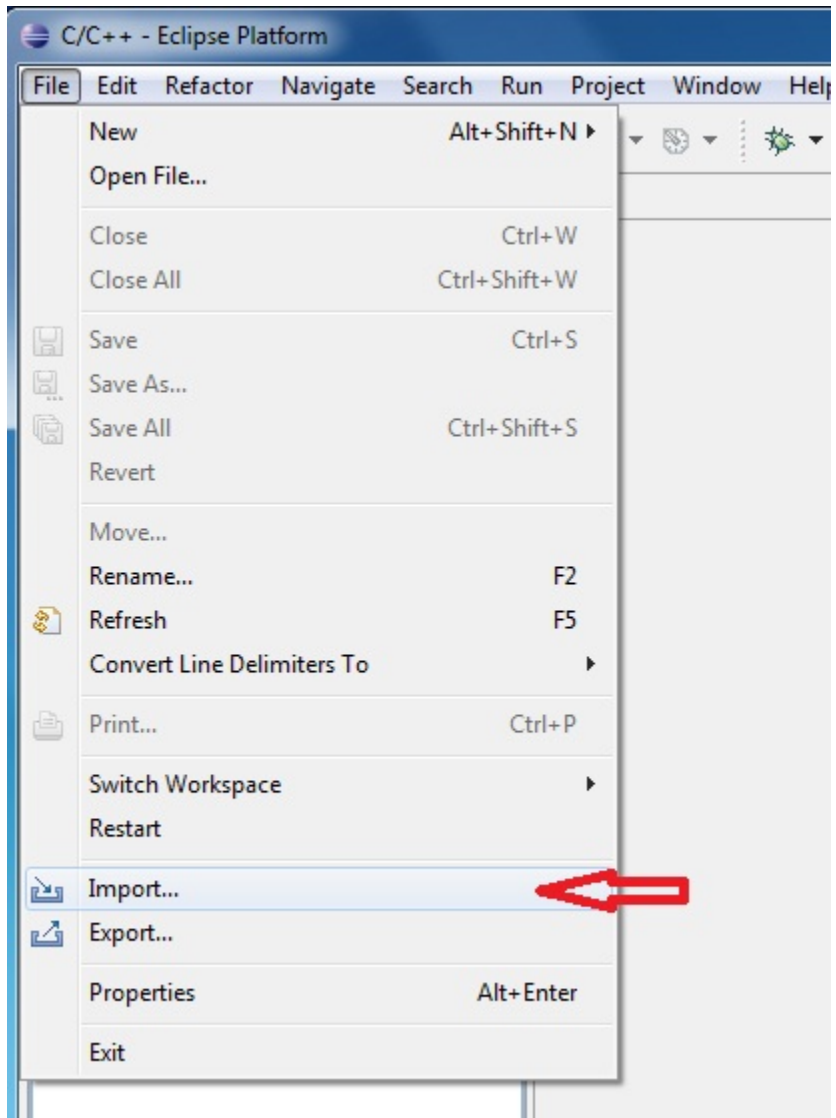 C/C++ - Eclipse Platform
File Edit Refactor Navigate Search Run Project Window Help
New Alt+Shift+N
Open File...
Close Ctrl+W
Close All Ctrl+Shift+W
Save Ctrl+S
Save As...
Save All Ctrl+Shift+S
Revert
Move...
Rename... F2
Refresh F5
Convert Line Delimiters To
Print... Ctrl+P
Switch Workspace
Restart
Import...
Export...
Properties Alt+Enter
Exit